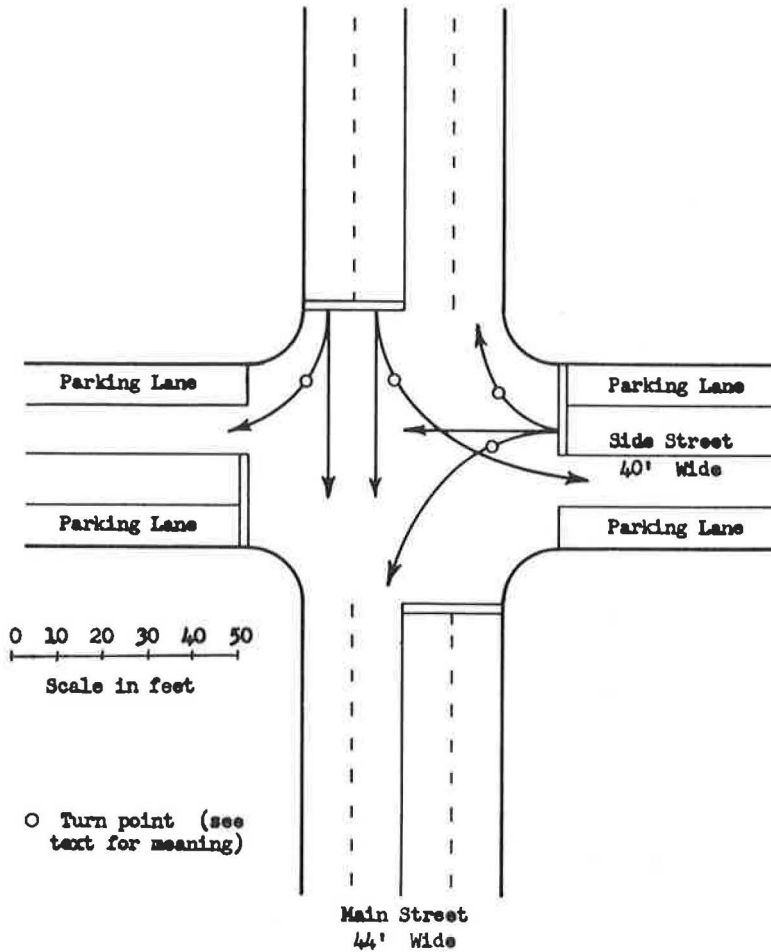 Parking Lane
Parking Lane
Side Street
40' Wide
Parking Lane
Parking Lane
0 10 20 30 40 50
Scale in feet
O Turn point (see
text for meaning)
Main Street
44' Wide